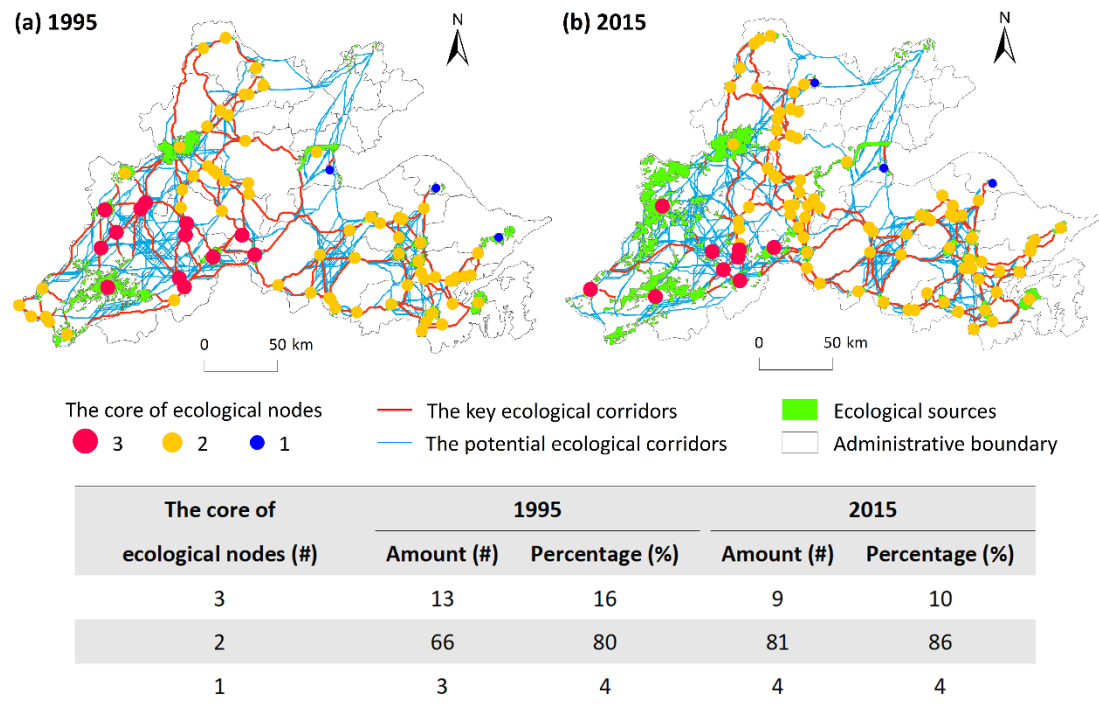 (a) 1995
N
(b) 2015
N
0 50 km
0 50 km
The core of ecological nodes
3 2 1
The key ecological corridors
The potential ecological corridors
Ecological sources
Administrative boundary
The core of ecological nodes (#) 1995 2015
Amount (#) Percentage (%) Amount (#) Percentage (%)
3 13 16 9 10
2 66 80 81 86
1 3 4 4 4